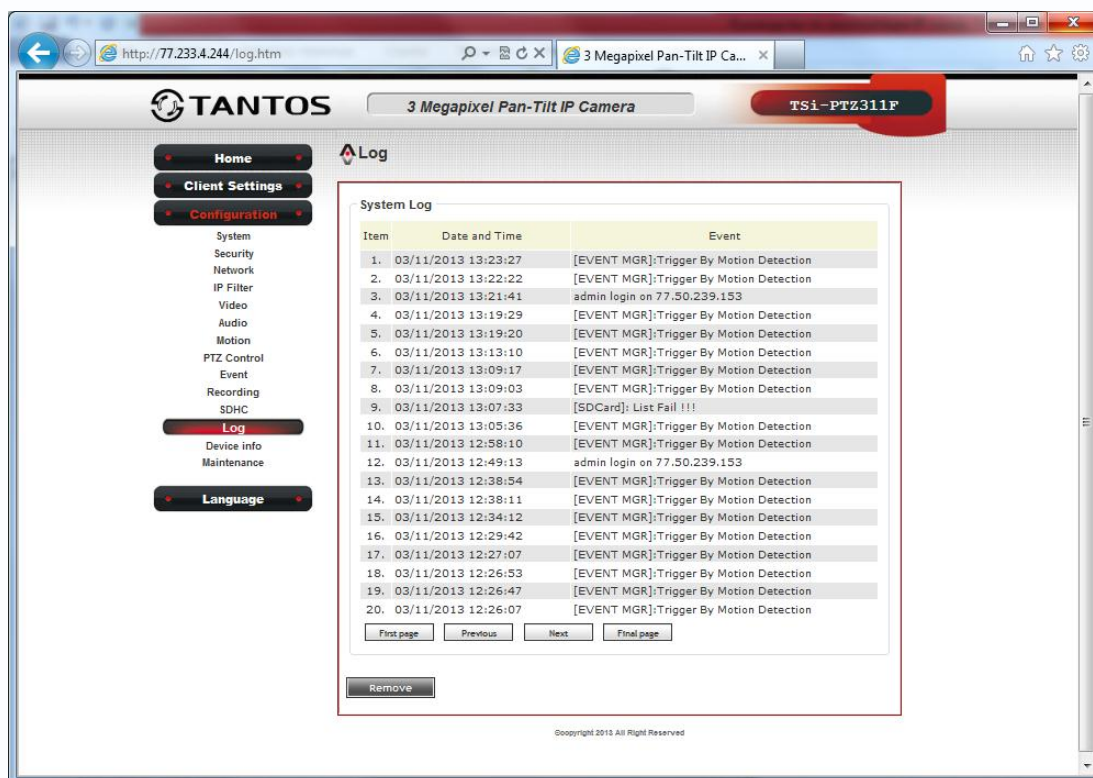 http://77.233.4.244/log.htm
3 Megapixel Pan-Tilt IP Ca...
TANTOS
3 Megapixel Pan-Tilt IP Camera
TSi-PTZ311F
Home
Client Settings
Configuration
System
Security
Network
IP Filter
Video
Audio
Motion
PTZ Control
Event
Recording
SDHC
Log
Device info
Maintenance
Language
Log
System Log
Item Date and Time Event
1. 03/11/2013 13:23:27 [EVENT MGR]:Trigger By Motion Detection
2. 03/11/2013 13:22:22 [EVENT MGR]:Trigger By Motion Detection
3. 03/11/2013 13:21:41 admin login on 77.50.239.153
4. 03/11/2013 13:19:29 [EVENT MGR]:Trigger By Motion Detection
5. 03/11/2013 13:19:20 [EVENT MGR]:Trigger By Motion Detection
6. 03/11/2013 13:13:10 [EVENT MGR]:Trigger By Motion Detection
7. 03/11/2013 13:09:17 [EVENT MGR]:Trigger By Motion Detection
8. 03/11/2013 13:09:03 [EVENT MGR]:Trigger By Motion Detection
9. 03/11/2013 13:07:33 [SDCard]: List Fail !!!
10. 03/11/2013 13:05:36 [EVENT MGR]:Trigger By Motion Detection
11. 03/11/2013 12:58:10 [EVENT MGR]:Trigger By Motion Detection
12. 03/11/2013 12:49:13 admin login on 77.50.239.153
13. 03/11/2013 12:38:54 [EVENT MGR]:Trigger By Motion Detection
14. 03/11/2013 12:38:11 [EVENT MGR]:Trigger By Motion Detection
15. 03/11/2013 12:34:12 [EVENT MGR]:Trigger By Motion Detection
16. 03/11/2013 12:29:42 [EVENT MGR]:Trigger By Motion Detection
17. 03/11/2013 12:27:07 [EVENT MGR]:Trigger By Motion Detection
18. 03/11/2013 12:26:53 [EVENT MGR]:Trigger By Motion Detection
19. 03/11/2013 12:26:47 [EVENT MGR]:Trigger By Motion Detection
20. 03/11/2013 12:26:07 [EVENT MGR]:Trigger By Motion Detection
First page Previous Next Final page
Remove
Coopyright 2013 All Right Reserved